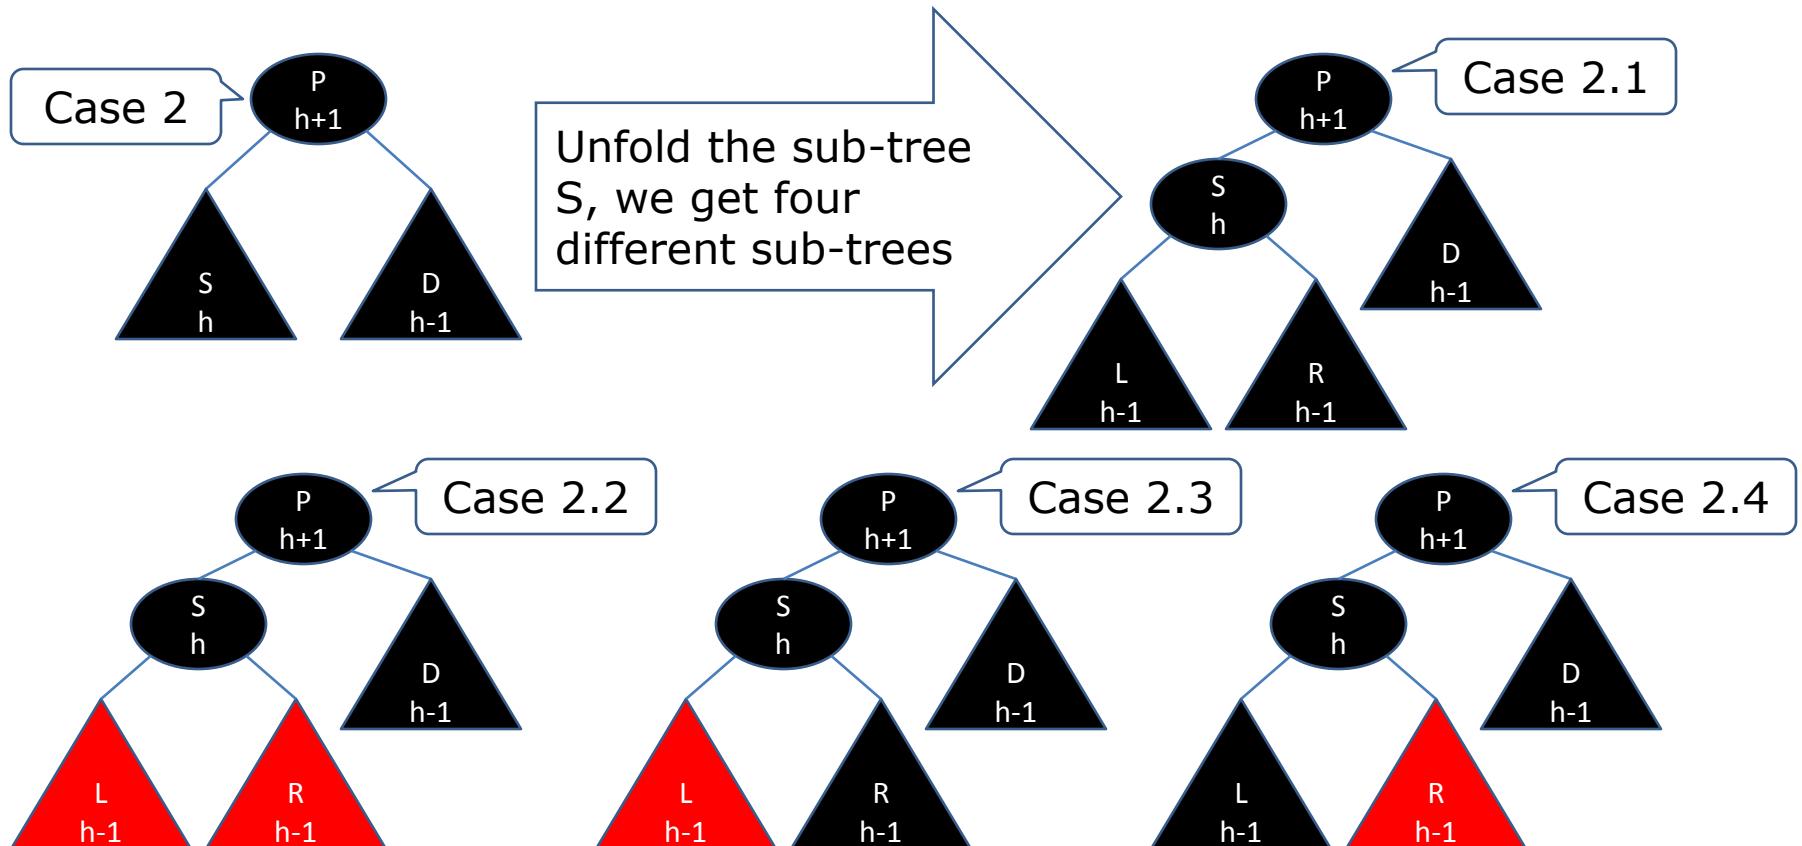 Case 2
P
h+1
S
h
D
h-1
Unfold the sub-tree
S, we get four
different sub-trees
Case 2.1
P
h+1
S
h
D
h-1
L
h-1
R
h-1
Case 2.2
P
h+1
S
h
D
h-1
L
h-1
R
h-1
Case 2.3
P
h+1
S
h
D
h-1
L
h-1
R
h-1
Case 2.4
P
h+1
S
h
D
h-1
L
h-1
R
h-1